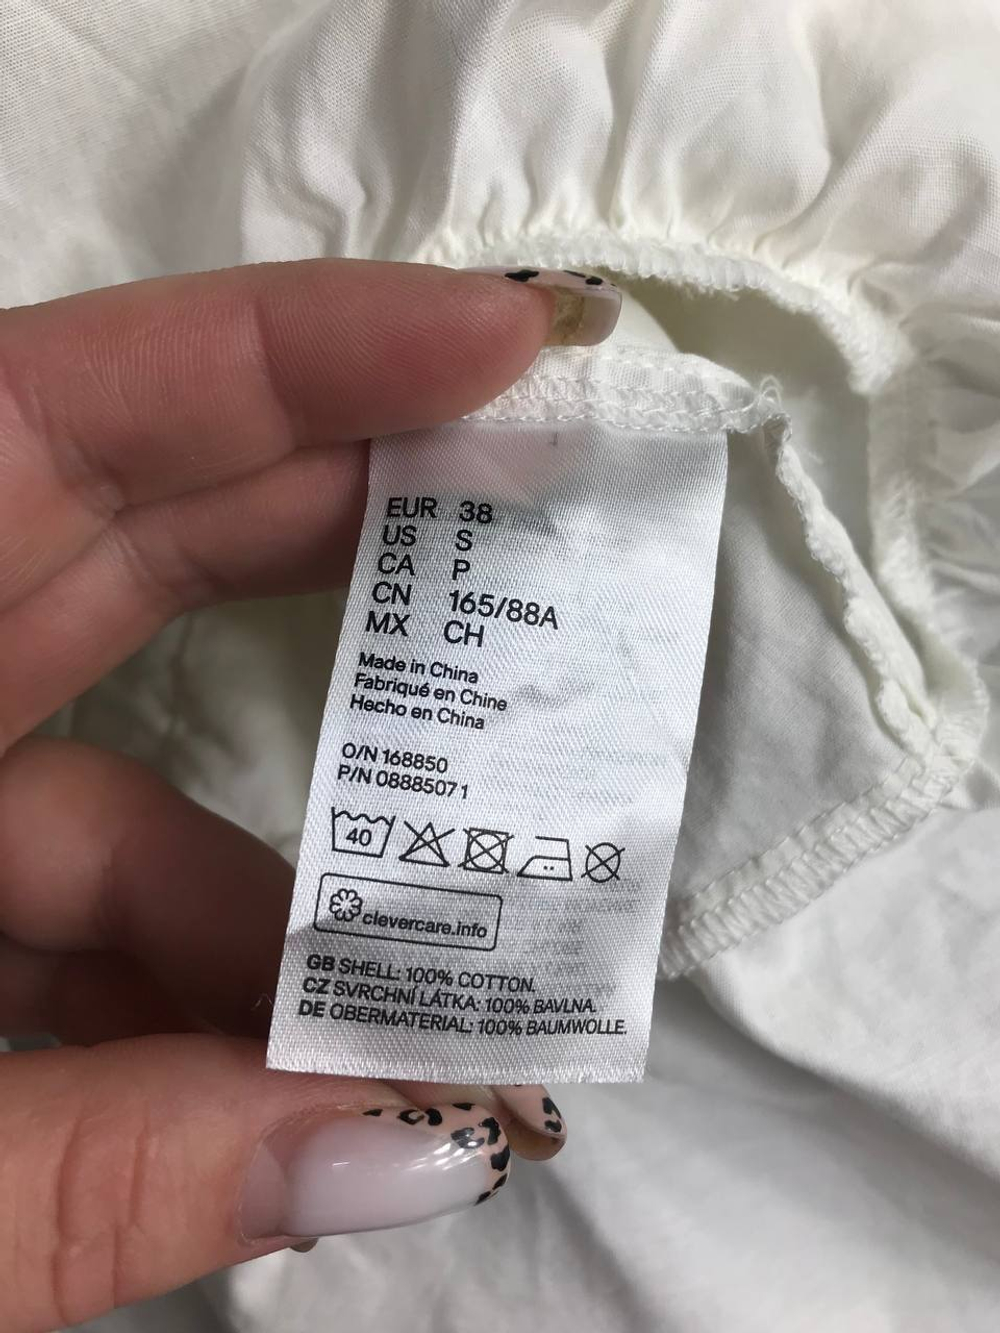 EUR 38
US S
CA P
CN 165/88A
MX CH
Made in China
Fabriqué en Chine
Hecho en China
O/N 168850
P/N 08885071
40
clevercare.info
GB SHELL: 100% COTTON.
CZ SVRCHNÍ LÁTKA: 100% BAVLNA.
DE OBERMATERIAL: 100% BAUMWOLLE.